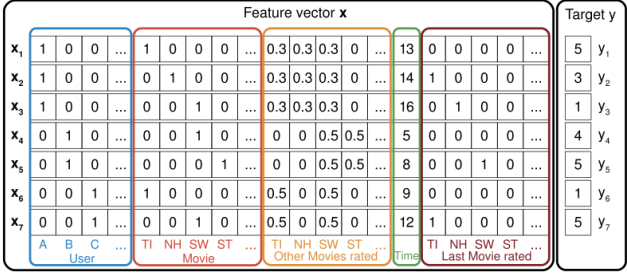 Feature vector x Target y
x1 1 0 0 ... 1 0 0 0 ... 0.3 0.3 0.3 0 ... 13 0 0 0 0 ... 5 y1
x2 1 0 0 ... 0 1 0 0 ... 0.3 0.3 0.3 0 ... 14 1 0 0 0 ... 3 y2
x3 1 0 0 ... 0 0 1 0 ... 0.3 0.3 0.3 0 ... 16 0 1 0 0 ... 1 y3
x4 0 1 0 ... 0 0 1 0 ... 0 0 0.5 0.5 ... 5 0 0 0 0 ... 4 y4
x5 0 1 0 ... 0 0 0 1 ... 0 0 0.5 0.5 ... 8 0 0 1 0 ... 5 y5
x6 0 0 1 ... 1 0 0 0 ... 0.5 0 0.5 0 ... 9 0 0 0 0 ... 1 y6
x7 0 0 1 ... 0 0 1 0 ... 0.5 0 0.5 0 ... 12 1 0 0 0 ... 5 y7
A B C ... TI NH SW ST ... TI NH SW ST ... TI NH SW ST ...
User Movie Other Movies rated Time Last Movie rated